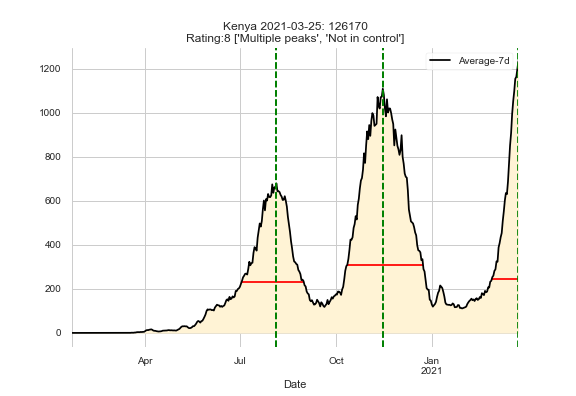 Kenya 2021-03-25: 126170
Rating:8 ['Multiple peaks', 'Not in control']
Average-7d
1200
1000
800
600
400
200
0
Apr
Jul
Oct
Jan
2021
Date